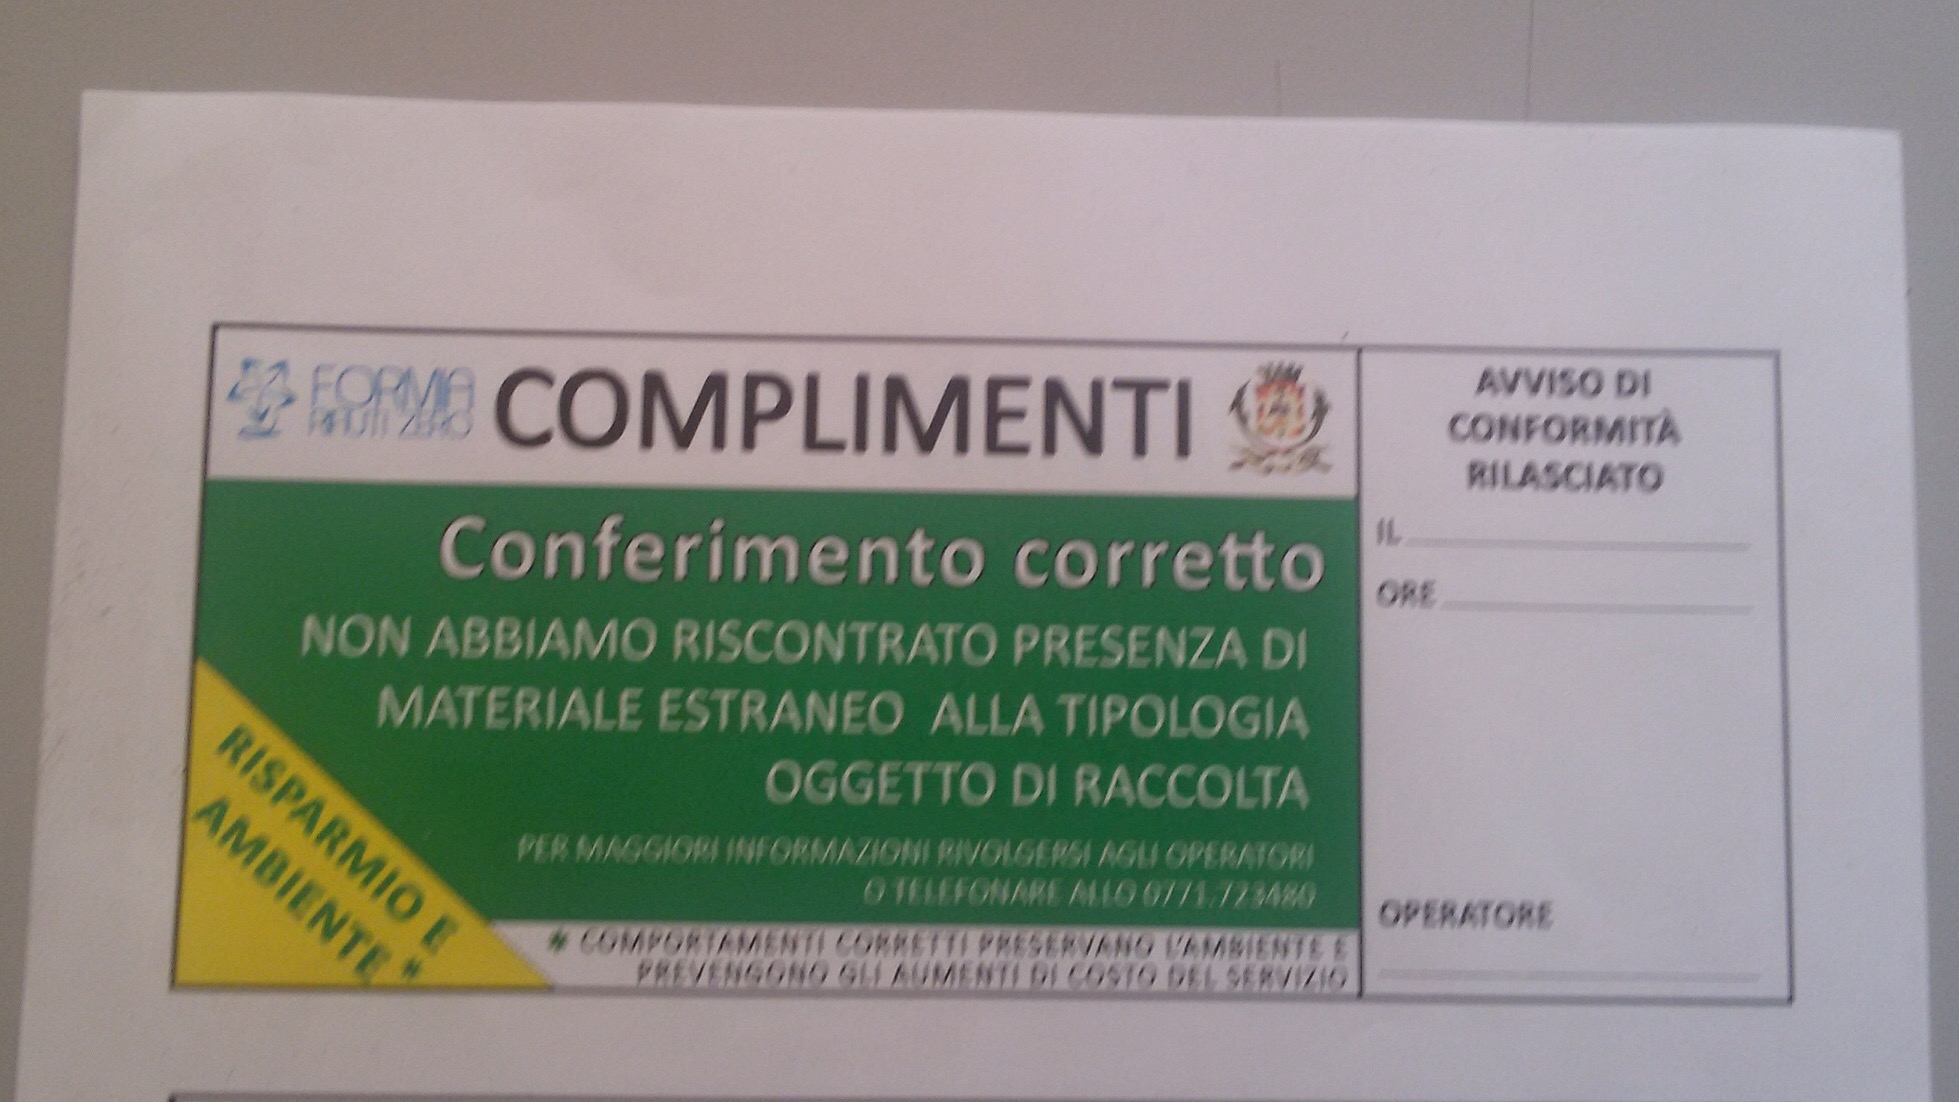 FORMIA
RIFIUTI ZERO
COMPLIMENTI
Conferimento corretto
NON ABBIAMO RISCONTRATO PRESENZA DI
MATERIALE ESTRANEO ALLA TIPOLOGIA
OGGETTO DI RACCOLTA
PER MAGGIORI INFORMAZIONI RIVOLGERSI AGLI OPERATORI
O TELEFONARE ALLO 0771.723480
RISPARMIO E
AMBIENTE *
* COMPORTAMENTI CORRETTI PRESERVANO L'AMBIENTE E
PREVENGONO GLI AUMENTI DI COSTO DEL SERVIZIO
AVVISO DI
CONFORMITÀ
RILASCIATO
IL
ORE
OPERATORE